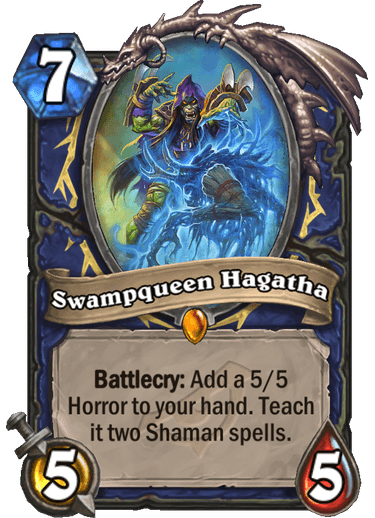 7
Swampqueen Hagatha
Battlecry: Add a 5/5
Horror to your hand. Teach
it two Shaman spells.
5
5